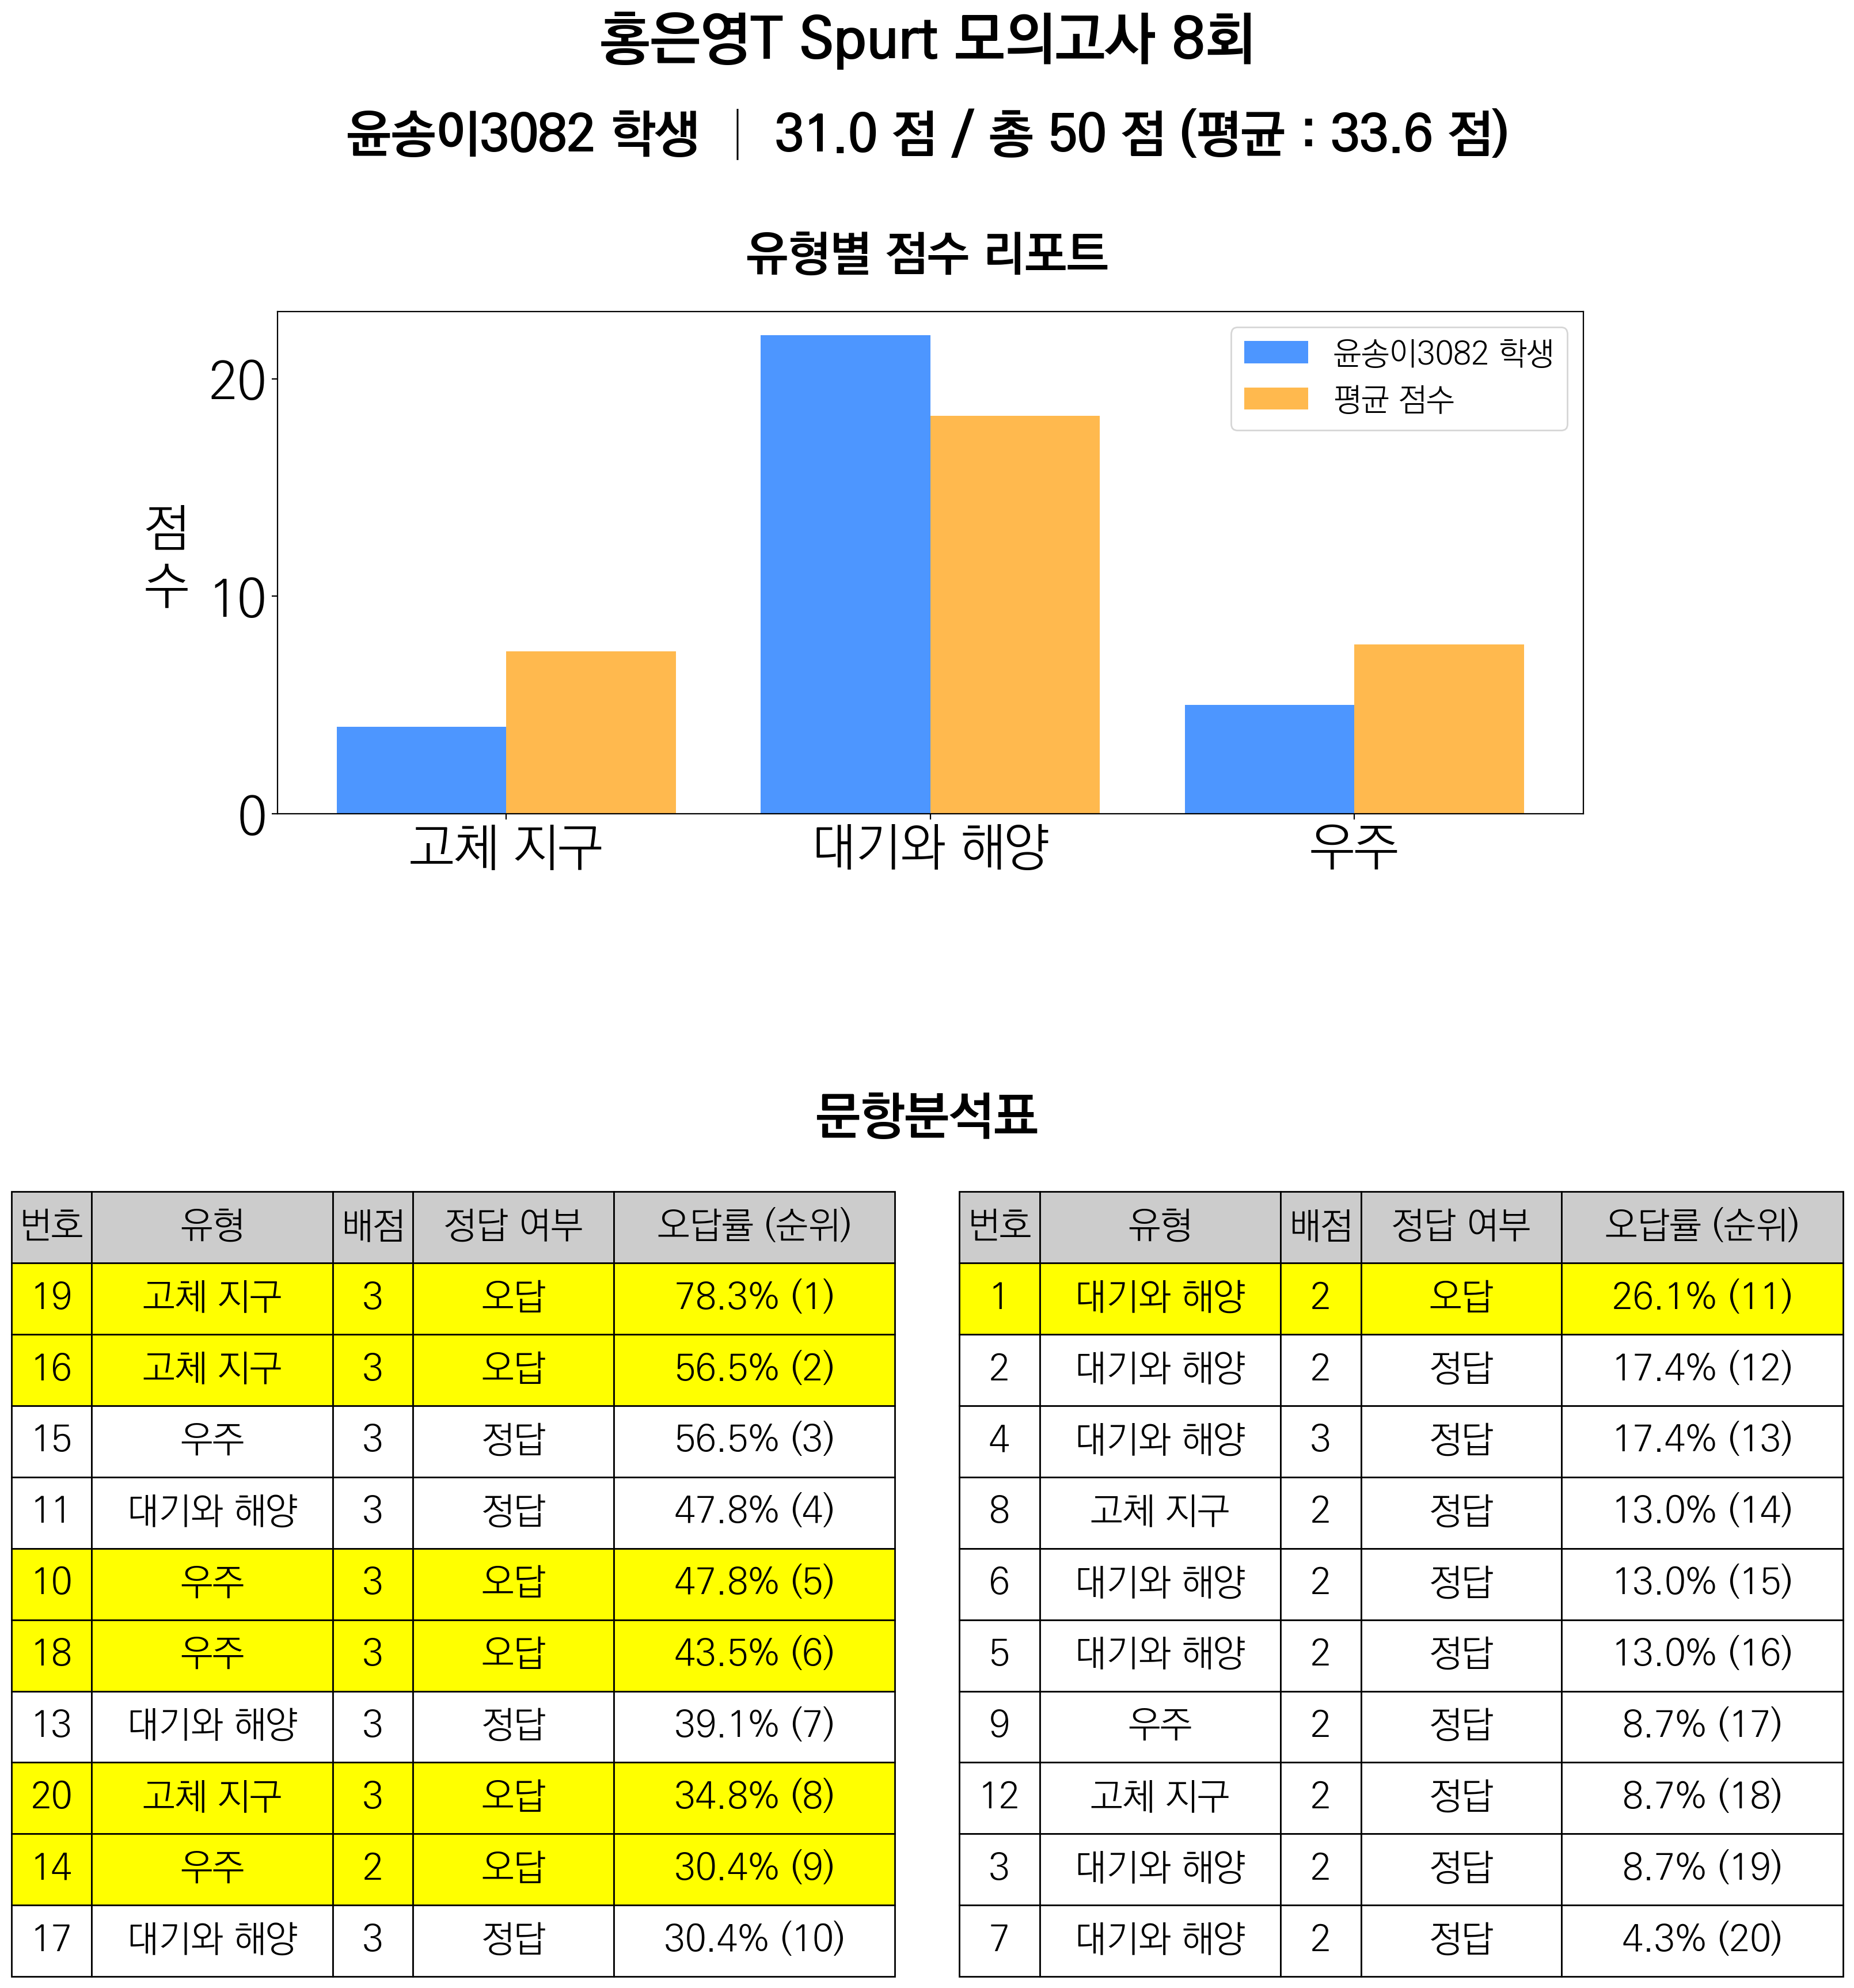 홍은영T Spurt 모의고사 8회
윤송이3082 학생 | 31.0 점 / 총 50 점 (평균 : 33.6 점)
유형별 점수 리포트
윤송이3082 학생
평균 점수
점수
20
10
0
고체 지구 대기와 해양 우주
문항분석표
번호 유형 배점 정답 여부 오답률 (순위)
19 고체 지구 3 오답 78.3% (1)
16 고체 지구 3 오답 56.5% (2)
15 우주 3 정답 56.5% (3)
11 대기와 해양 3 정답 47.8% (4)
10 우주 3 오답 47.8% (5)
18 우주 3 오답 43.5% (6)
13 대기와 해양 3 정답 39.1% (7)
20 고체 지구 3 오답 34.8% (8)
14 우주 2 오답 30.4% (9)
17 대기와 해양 3 정답 30.4% (10)
번호 유형 배점 정답 여부 오답률 (순위)
1 대기와 해양 2 오답 26.1% (11)
2 대기와 해양 2 정답 17.4% (12)
4 대기와 해양 3 정답 17.4% (13)
8 고체 지구 2 정답 13.0% (14)
6 대기와 해양 2 정답 13.0% (15)
5 대기와 해양 2 정답 13.0% (16)
9 우주 2 정답 8.7% (17)
12 고체 지구 2 정답 8.7% (18)
3 대기와 해양 2 정답 8.7% (19)
7 대기와 해양 2 정답 4.3% (20)